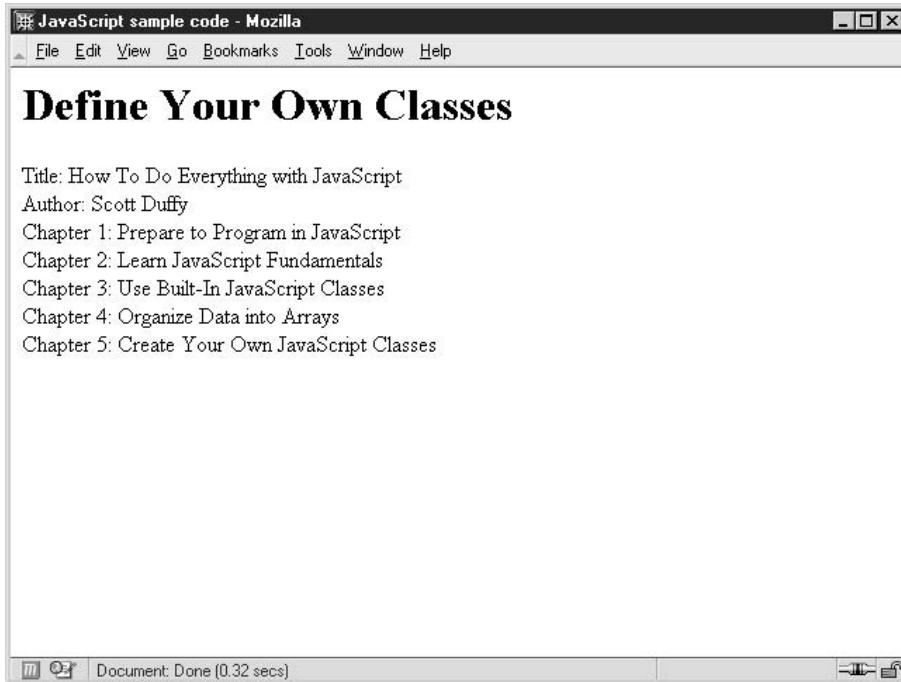 JavaScript sample code - Mozilla
File Edit View Go Bookmarks Tools Window Help
Define Your Own Classes
Title: How To Do Everything with JavaScript
Author: Scott Duffy
Chapter 1: Prepare to Program in JavaScript
Chapter 2: Learn JavaScript Fundamentals
Chapter 3: Use Built-In JavaScript Classes
Chapter 4: Organize Data into Arrays
Chapter 5: Create Your Own JavaScript Classes
Document: Done (0.32 secs)